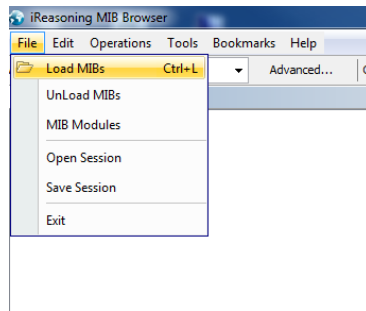 iReasoning MIB Browser
File Edit Operations Tools Bookmarks Help
Load MIBs Ctrl+L Advanced...
UnLoad MIBs
MIB Modules
Open Session
Save Session
Exit